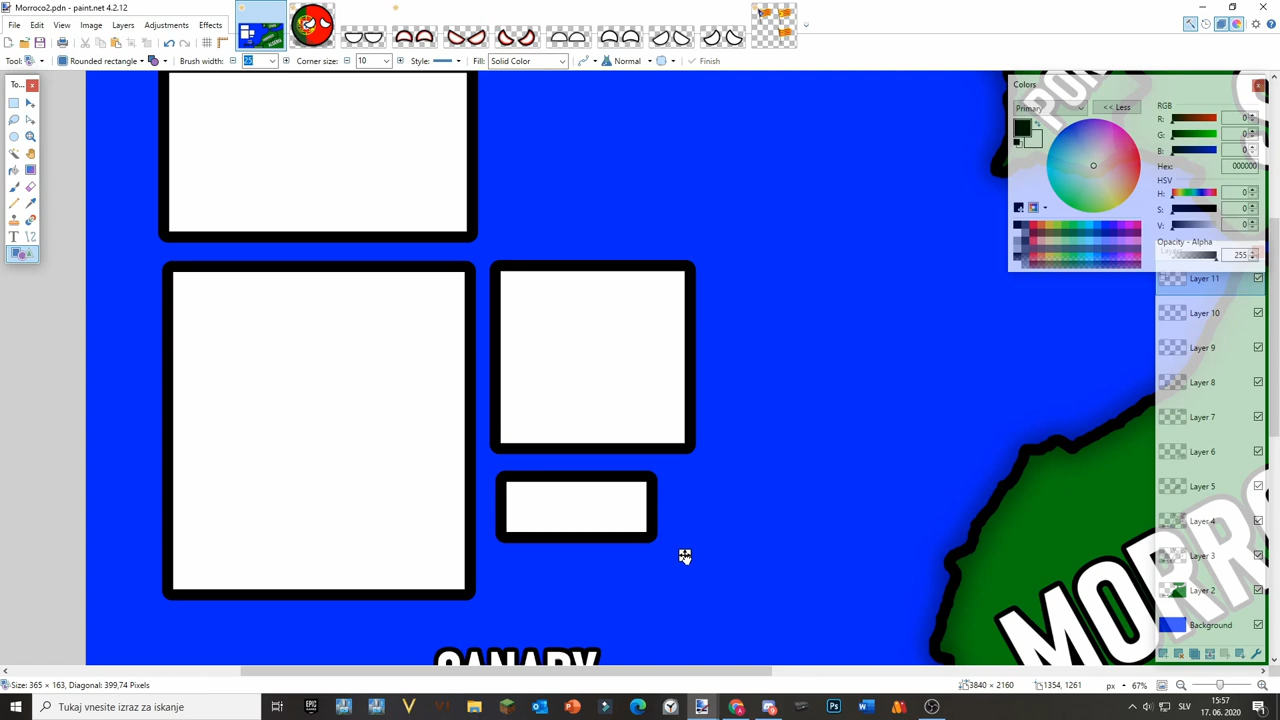 Morroco2.pdn - paint.net 4.2.12
File Edit View Image Layers Adjustments Effects
Tool: Rounded rectangle Brush width: 25 Corner size: 10 Style: Fill: Solid Color Normal Finish
To...
Colors
Primary << Less
RGB
R: 0
G: 0
B: 0
Hex: 000000
HSV
H: 0
S: 0
V: 0
Opacity - Alpha
255
Layer 11
Layer 10
Layer 9
Layer 8
Layer 7
Layer 6
Layer 5
Layer 4
Layer 3
Layer 2
Background
MORRO
CANARY
Size: 365 x 163, Diagonal: 399,74 Pixels 3840 x 2160 1354, 1261 px 67%
Tukaj vnesite izraz za iskanje
SLV
15:57
17. 06. 2020